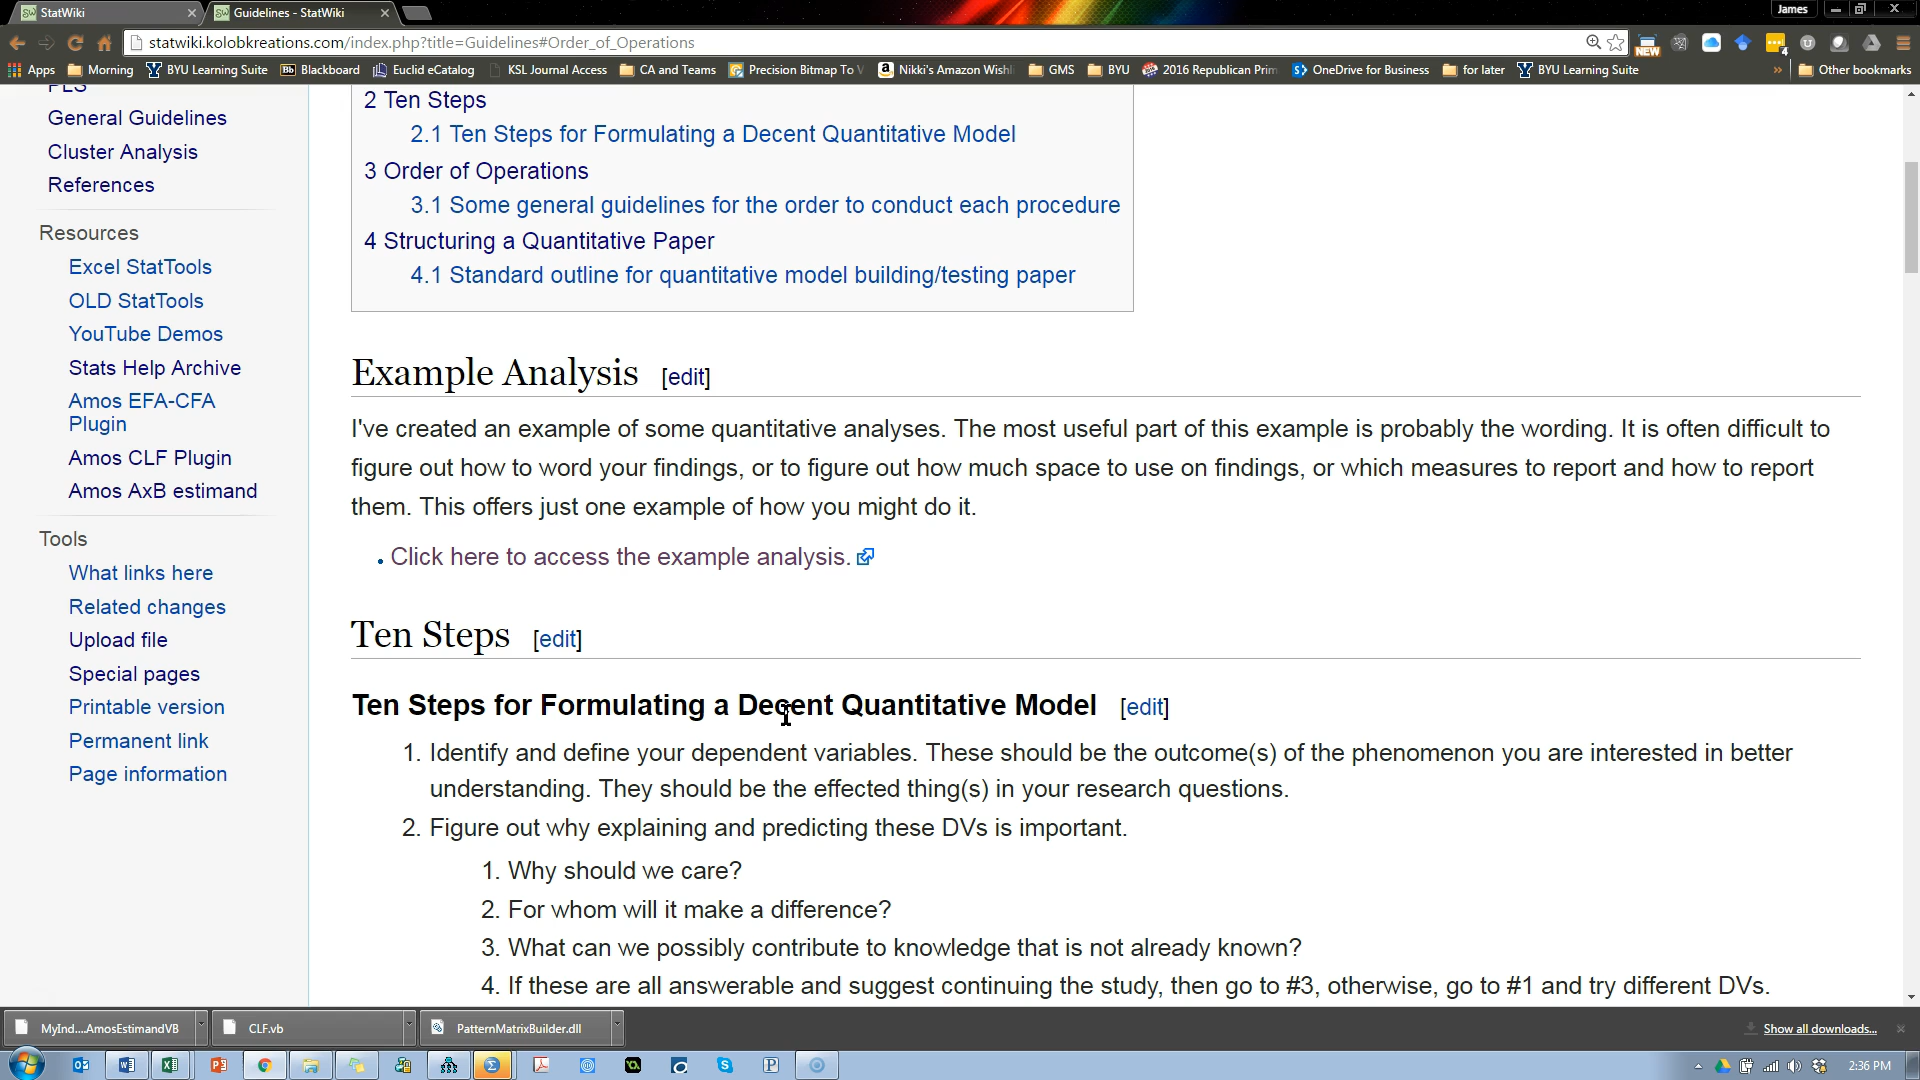 StatWiki
Guidelines - StatWiki
James
statwiki.kolobkreations.com/index.php?title=Guidelines#Order_of_Operations
NEW
4
Apps
Morning
BYU Learning Suite
Blackboard
Euclid eCatalog
KSL Journal Access
CA and Teams
Precision Bitmap To V
Nikki's Amazon Wishli
GMS
BYU
2016 Republican Prim
OneDrive for Business
for later
BYU Learning Suite
»
Other bookmarks
PLS
General Guidelines
Cluster Analysis
References
Resources
Excel StatTools
OLD StatTools
YouTube Demos
Stats Help Archive
Amos EFA-CFA
Plugin
Amos CLF Plugin
Amos AxB estimand
Tools
What links here
Related changes
Upload file
Special pages
Printable version
Permanent link
Page information
2 Ten Steps
2.1 Ten Steps for Formulating a Decent Quantitative Model
3 Order of Operations
3.1 Some general guidelines for the order to conduct each procedure
4 Structuring a Quantitative Paper
4.1 Standard outline for quantitative model building/testing paper
Example Analysis [edit]
I've created an example of some quantitative analyses. The most useful part of this example is probably the wording. It is often difficult to
figure out how to word your findings, or to figure out how much space to use on findings, or which measures to report and how to report
them. This offers just one example of how you might do it.
• Click here to access the example analysis.
Ten Steps [edit]
Ten Steps for Formulating a Decent Quantitative Model [edit]
1. Identify and define your dependent variables. These should be the outcome(s) of the phenomenon you are interested in better
understanding. They should be the effected thing(s) in your research questions.
2. Figure out why explaining and predicting these DVs is important.
1. Why should we care?
2. For whom will it make a difference?
3. What can we possibly contribute to knowledge that is not already known?
4. If these are all answerable and suggest continuing the study, then go to #3, otherwise, go to #1 and try different DVs.
MyInd....AmosEstimandVB
CLF.vb
PatternMatrixBuilder.dll
Show all downloads...
2:36 PM